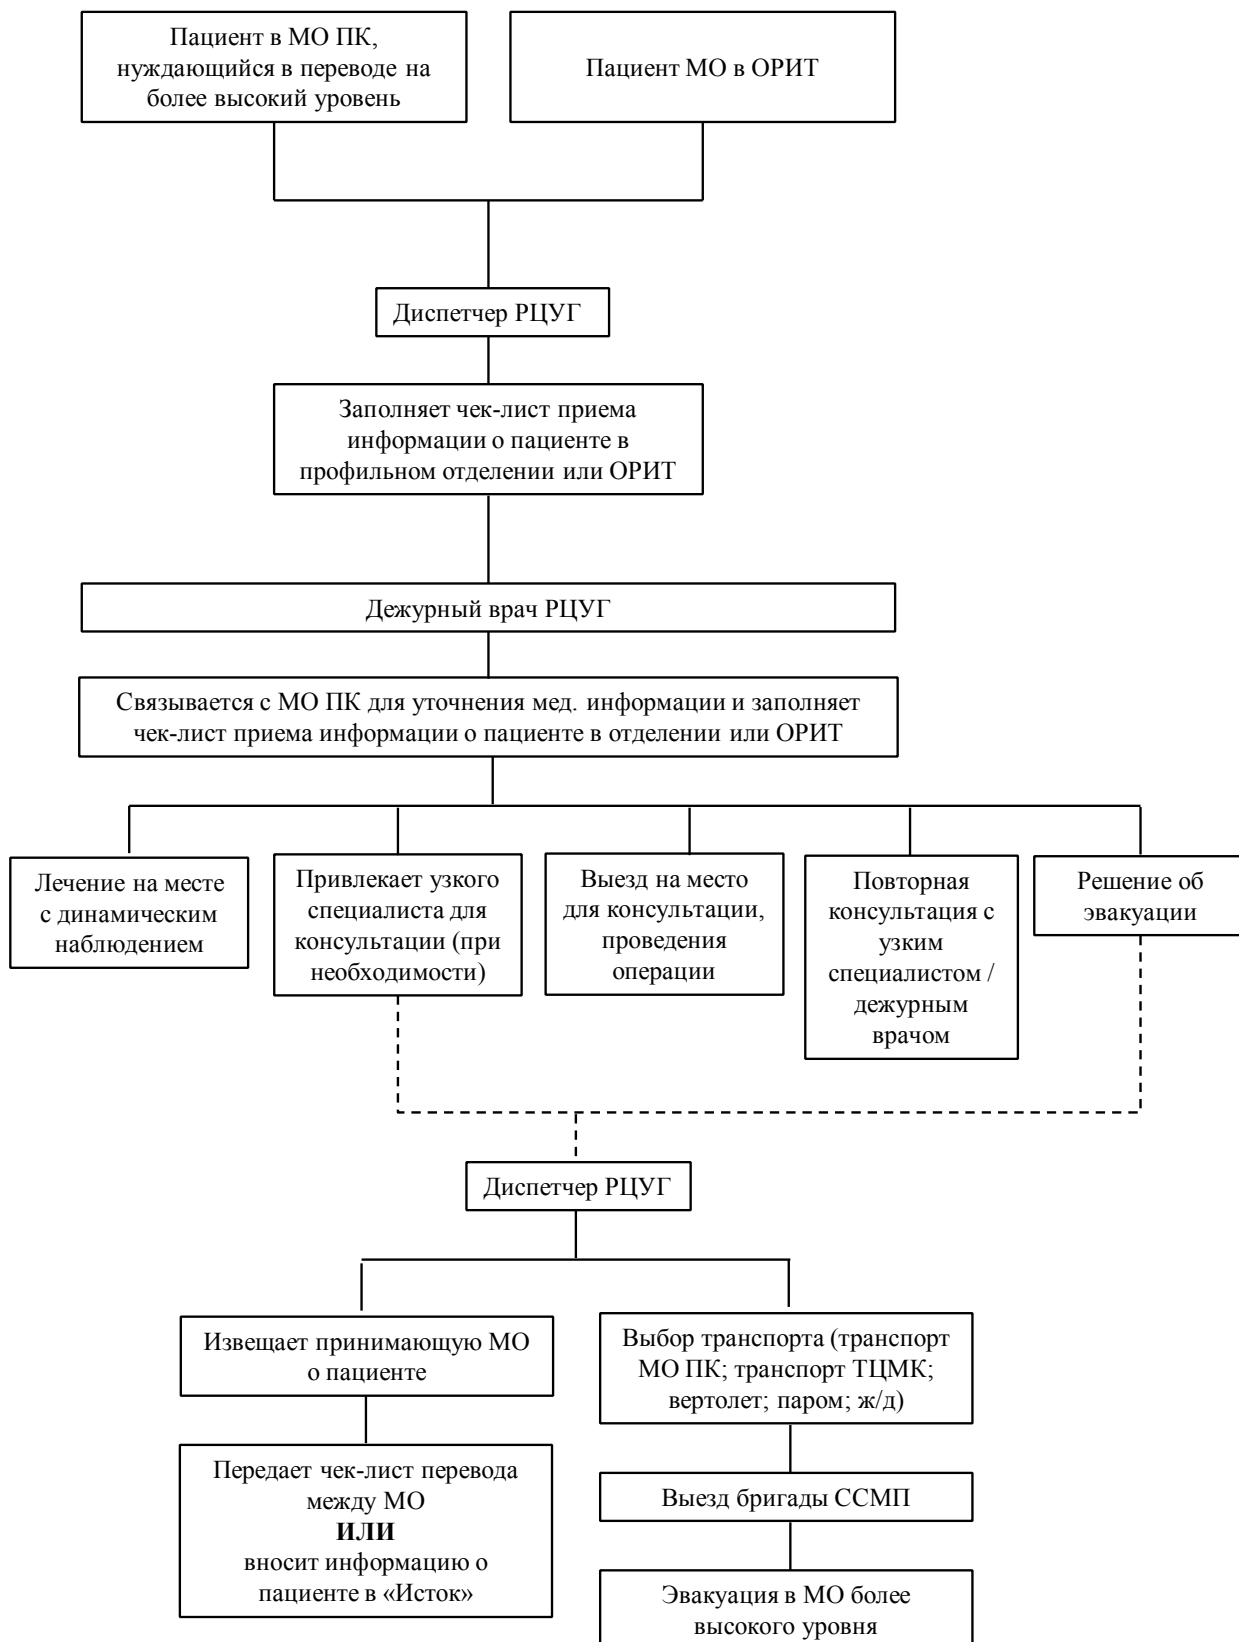 Пациент в МО ПК,
нуждающийся в переводе на
более высокий уровень
Пациент МО в ОРИТ
Диспетчер РЦУГ
Заполняет чек-лист приема
информации о пациенте в
профильном отделении или ОРИТ
Дежурный врач РЦУГ
Связывается с МО ПК для уточнения мед. информации и заполняет
чек-лист приема информации о пациенте в отделении или ОРИТ
Лечение на месте
с динамическим
наблюдением
Привлекает узкого
специалиста для
консультации (при
необходимости)
Выезд на место
для консультации,
проведения
операции
Повторная
консультация с
узким
специалистом /
дежурным
врачом
Решение об
эвакуации
Диспетчер РЦУГ
Извещает принимающую МО
о пациенте
Передает чек-лист перевода
между МО
ИЛИ
вносит информацию о
пациенте в «Исток»
Выбор транспорта (транспорт
МО ПК; транспорт ТЦМК;
вертолет; паром; ж/д)
Выезд бригады ССМП
Эвакуация в МО более
высокого уровня